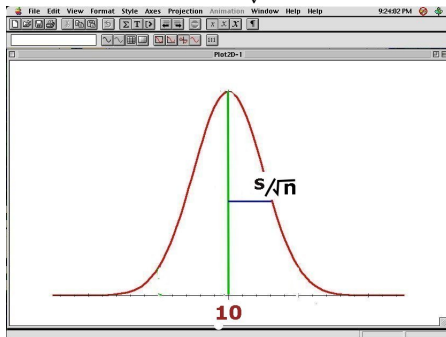 File Edit View Format Style Axes Projection Animation Window Help Help 9:24:02 PM
Plot2D-1
s/√n
10